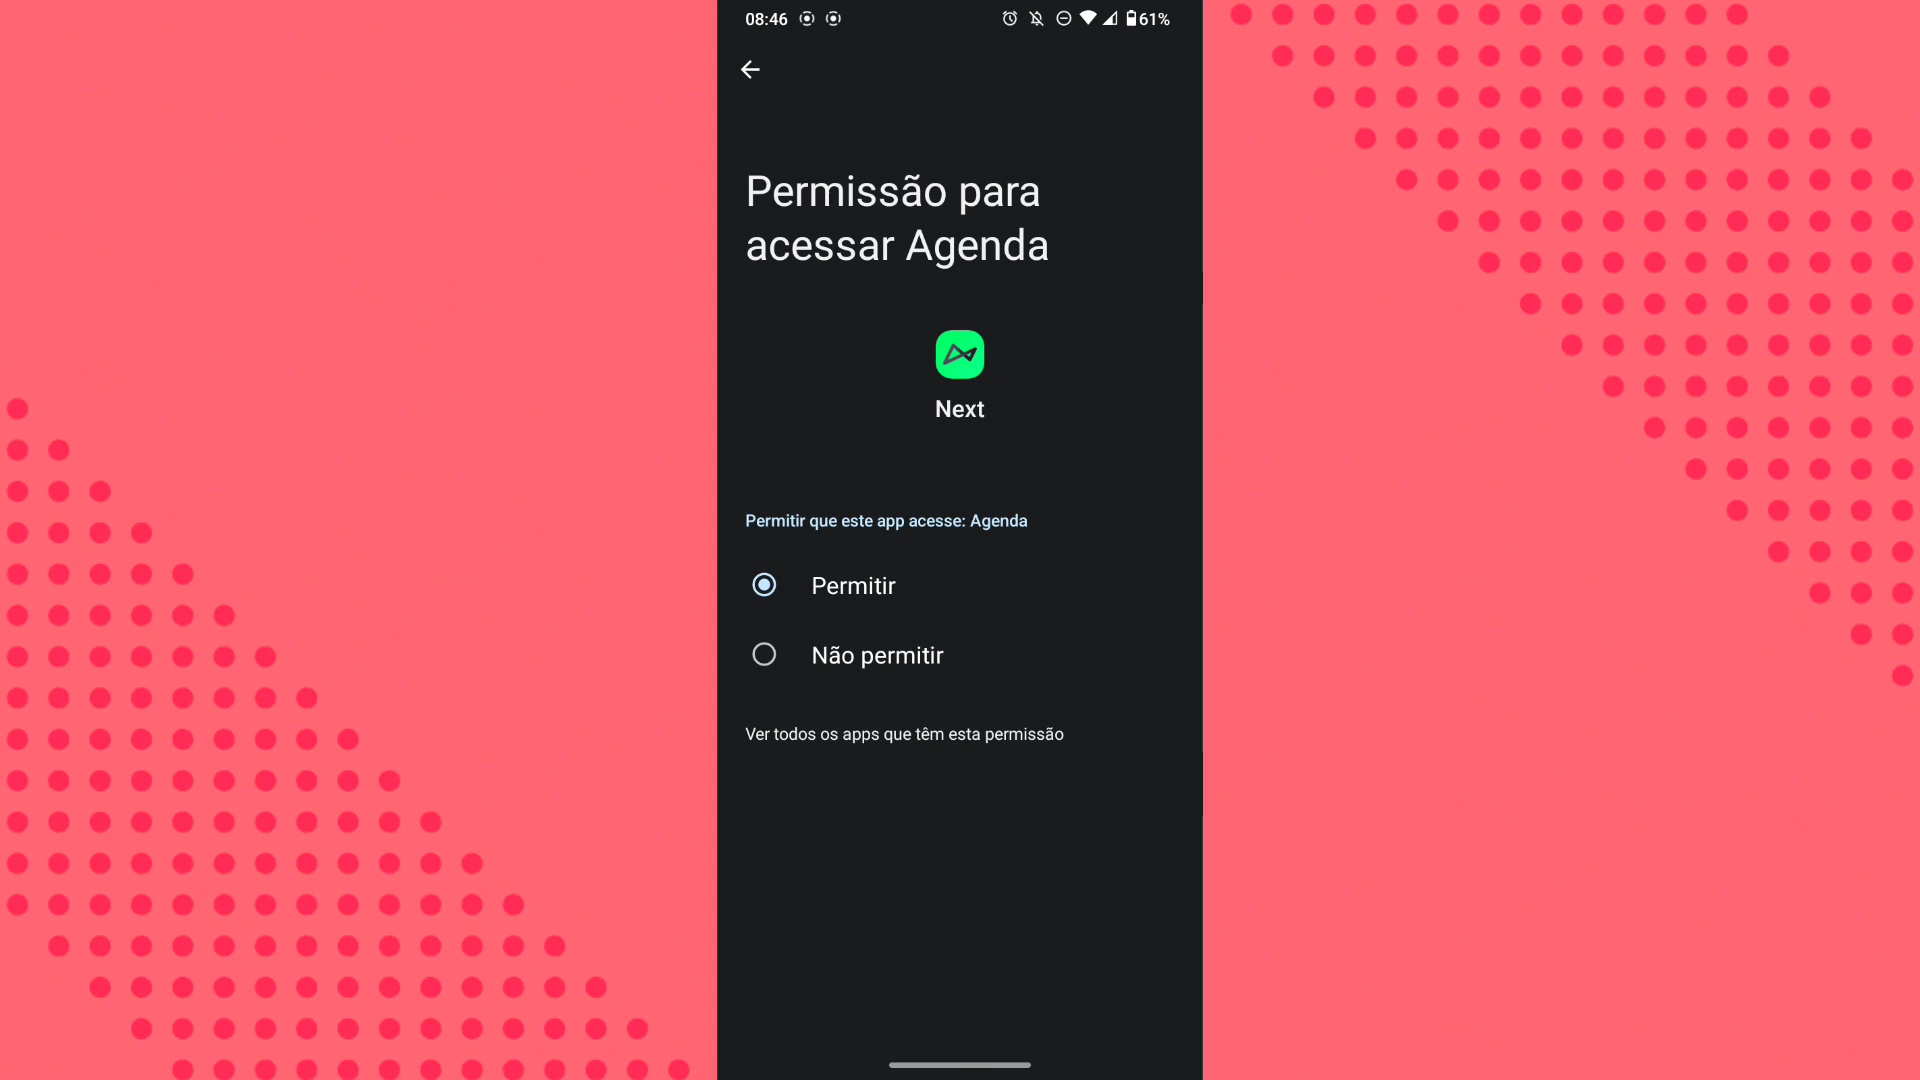 08:46
61%
Permissão para
acessar Agenda
Next
Permitir que este app acesse: Agenda
Permitir
Não permitir
Ver todos os apps que têm esta permissão